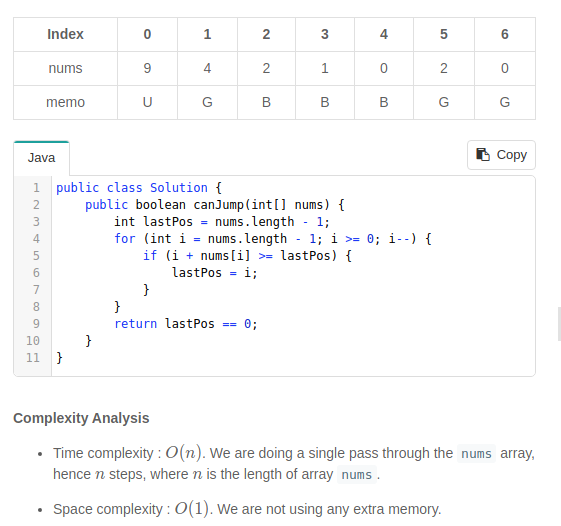 Index 0 1 2 3 4 5 6
nums 9 4 2 1 0 2 0
memo U G B B B G G
Java
Copy
1 public class Solution {
2     public boolean canJump(int[] nums) {
3         int lastPos = nums.length - 1;
4         for (int i = nums.length - 1; i >= 0; i--) {
5             if (i + nums[i] >= lastPos) {
6                 lastPos = i;
7             }
8         }
9         return lastPos == 0;
10     }
11 }
Complexity Analysis
• Time complexity : O(n). We are doing a single pass through the nums array,
hence n steps, where n is the length of array nums .
• Space complexity : O(1). We are not using any extra memory.